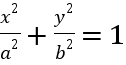 x²/a² + y²/b² = 1